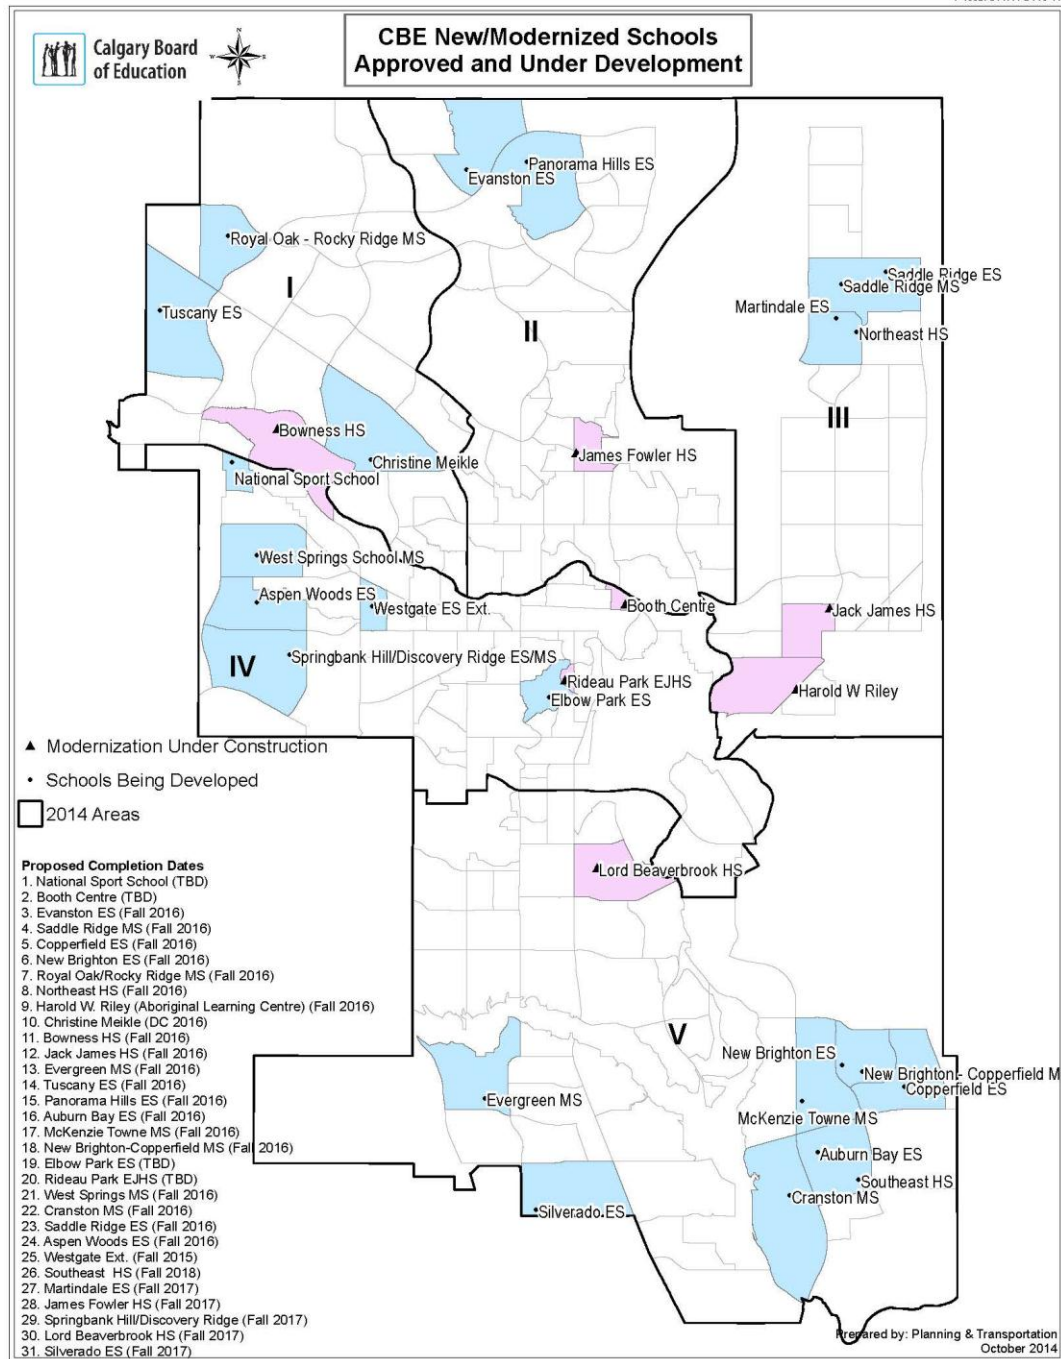 CBE New/Modernized Schools
Approved and Under Development
Calgary Board
of Education
N
W
E
S
Panorama Hills ES
Evanston ES
Royal Oak - Rocky Ridge MS
I
Saddle Ridge ES
Saddle Ridge MS
Tuscany ES
Martindale ES
II
Northeast HS
III
Bowness HS
James Fowler HS
Christine Meikle
National Sport School
West Springs School MS
Aspen Woods ES
Westgate ES Ext.
Booth Centre
Jack James HS
Springbank Hill/Discovery Ridge ES/MS
IV
Rideau Park EJHS
Harold W Riley
Elbow Park ES
Modernization Under Construction
Schools Being Developed
2014 Areas
Lord Beaverbrook HS
V
New Brighton ES
New Brighton - Copperfield M
Copperfield ES
Evergreen MS
McKenzie Towne MS
Auburn Bay ES
Southeast HS
Cranston MS
Silverado ES
Proposed Completion Dates
1. National Sport School (TBD)
2. Booth Centre (TBD)
3. Evanston ES (Fall 2016)
4. Saddle Ridge MS (Fall 2016)
5. Copperfield ES (Fall 2016)
6. New Brighton ES (Fall 2016)
7. Royal Oak/Rocky Ridge MS (Fall 2016)
8. Northeast HS (Fall 2016)
9. Harold W. Riley (Aboriginal Learning Centre) (Fall 2016)
10. Christine Meikle (DC 2016)
11. Bowness HS (Fall 2016)
12. Jack James HS (Fall 2016)
13. Evergreen MS (Fall 2016)
14. Tuscany ES (Fall 2016)
15. Panorama Hills ES (Fall 2016)
16. Auburn Bay ES (Fall 2016)
17. McKenzie Towne MS (Fall 2016)
18. New Brighton-Copperfield MS (Fall 2016)
19. Elbow Park ES (TBD)
20. Rideau Park EJHS (TBD)
21. West Springs MS (Fall 2016)
22. Cranston MS (Fall 2016)
23. Saddle Ridge ES (Fall 2016)
24. Aspen Woods ES (Fall 2016)
25. Westgate Ext. (Fall 2015)
26. Southeast HS (Fall 2018)
27. Martindale ES (Fall 2017)
28. James Fowler HS (Fall 2017)
29. Springbank Hill/Discovery Ridge (Fall 2017)
30. Lord Beaverbrook HS (Fall 2017)
31. Silverado ES (Fall 2017)
Prepared by: Planning & Transportation
October 2014